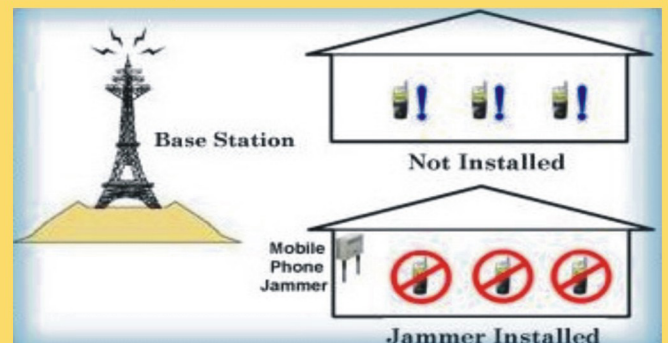 Base Station
Not Installed
Mobile
Phone
Jammer
Jammer Installed